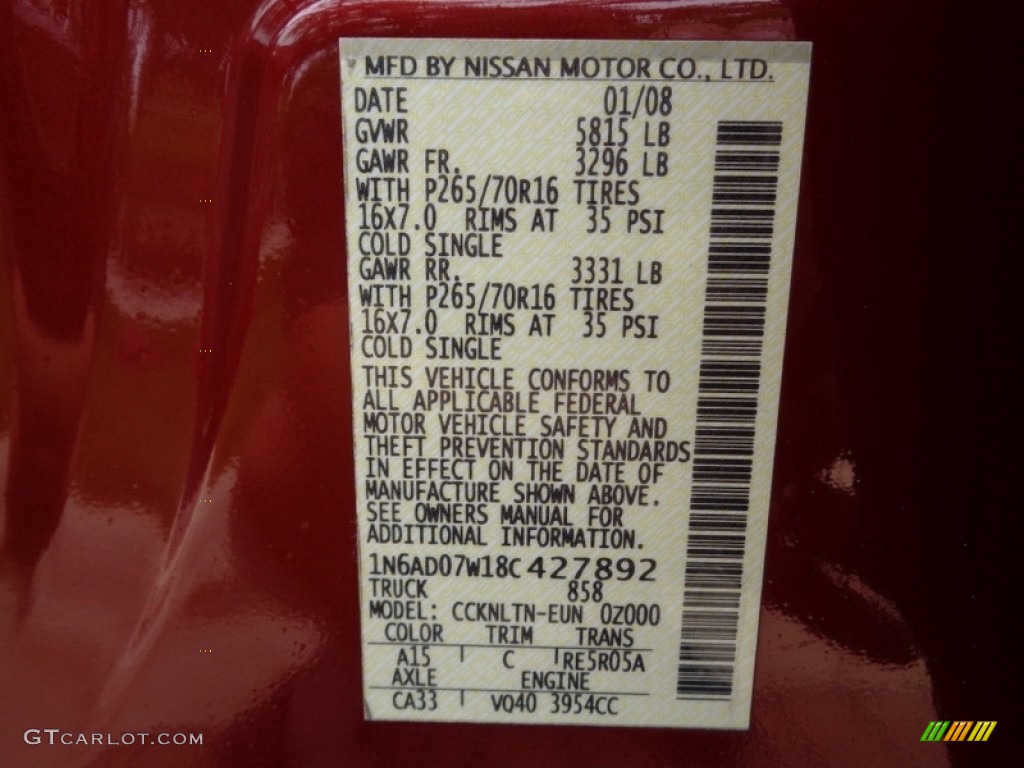 MFD BY NISSAN MOTOR CO., LTD.
DATE 01/08
GVWR 5815 LB
GAWR FR. 3296 LB
WITH P265/70R16 TIRES
16X7.0 RIMS AT 35 PSI
COLD SINGLE
GAWR RR. 3331 LB
WITH P265/70R16 TIRES
16X7.0 RIMS AT 35 PSI
COLD SINGLE
THIS VEHICLE CONFORMS TO
ALL APPLICABLE FEDERAL
MOTOR VEHICLE SAFETY AND
THEFT PREVENTION STANDARDS
IN EFFECT ON THE DATE OF
MANUFACTURE SHOWN ABOVE.
SEE OWNERS MANUAL FOR
ADDITIONAL INFORMATION.
1N6AD07W18C427892
TRUCK 858
MODEL: CCKNLTN-EUN 0Z000
COLOR TRIM TRANS
A15 C RE5R05A
AXLE ENGINE
CA33 VQ40 3954CC
GTCARLOT.COM